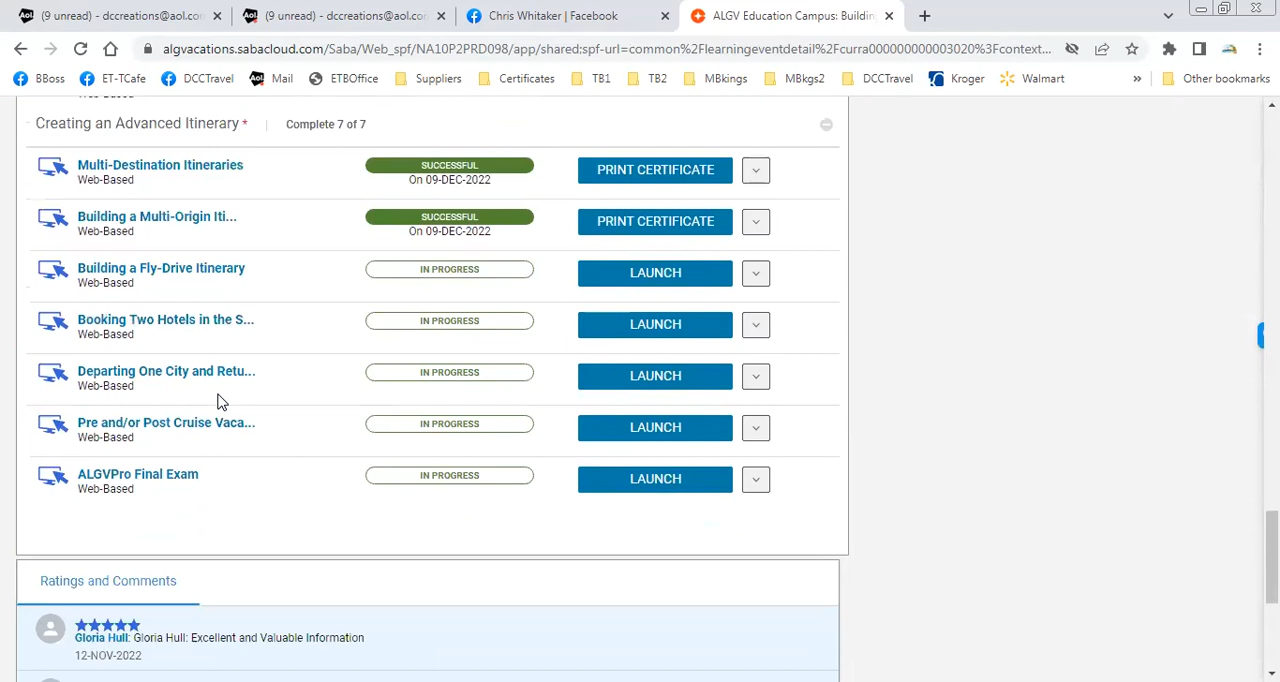 (9 unread) - dccreations@aol.com
(9 unread) - dccreations@aol.co
Chris Whitaker | Facebook
ALGV Education Campus: Buildin
algvacations.sabacloud.com/Saba/Web_spf/NA10P2PRD098/app/shared;spf-url=common%2Flearningeventdetail%2Fcurra000000000003020%3Fcontext...
BBoss
ET-TCafe
DCCTravel
Aol.
Mail
ETBOffice
Suppliers
Certificates
TB1
TB2
MBkings
MBkgs2
DCCTravel
Kroger
Walmart
»
Other bookmarks
Web-Based
Creating an Advanced Itinerary * | Complete 7 of 7
Multi-Destination Itineraries
Web-Based
SUCCESSFUL
On 09-DEC-2022
PRINT CERTIFICATE
Building a Multi-Origin Iti...
Web-Based
SUCCESSFUL
On 09-DEC-2022
PRINT CERTIFICATE
Building a Fly-Drive Itinerary
Web-Based
IN PROGRESS
LAUNCH
Booking Two Hotels in the S...
Web-Based
IN PROGRESS
LAUNCH
Departing One City and Retu...
Web-Based
IN PROGRESS
LAUNCH
Pre and/or Post Cruise Vaca...
Web-Based
IN PROGRESS
LAUNCH
ALGVPro Final Exam
Web-Based
IN PROGRESS
LAUNCH
Ratings and Comments
Gloria Hull: Gloria Hull: Excellent and Valuable Information
12-NOV-2022